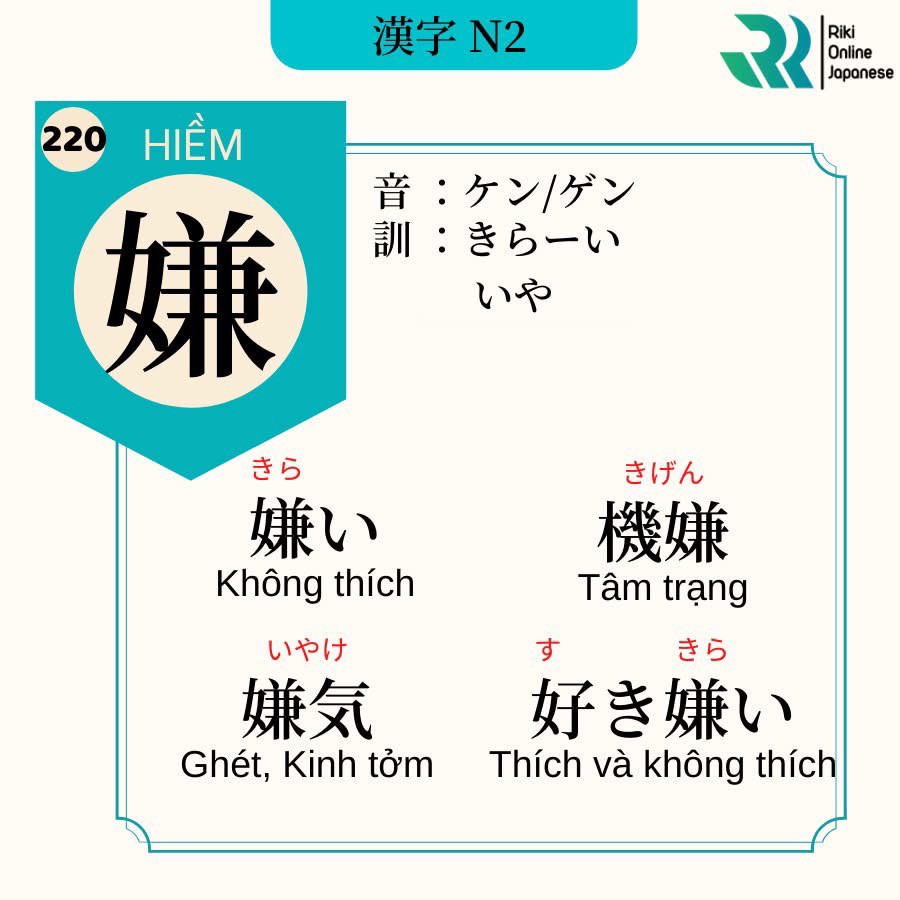 漢字 N2
Riki
Online
Japanese
220
HIỀM
嫌
音 : ケン/ゲン
訓 : きらーい
いや
きら
嫌い
Không thích
きげん
機嫌
Tâm trạng
いやけ
嫌気
Ghét, Kinh tởm
す きら
好き嫌い
Thích và không thích